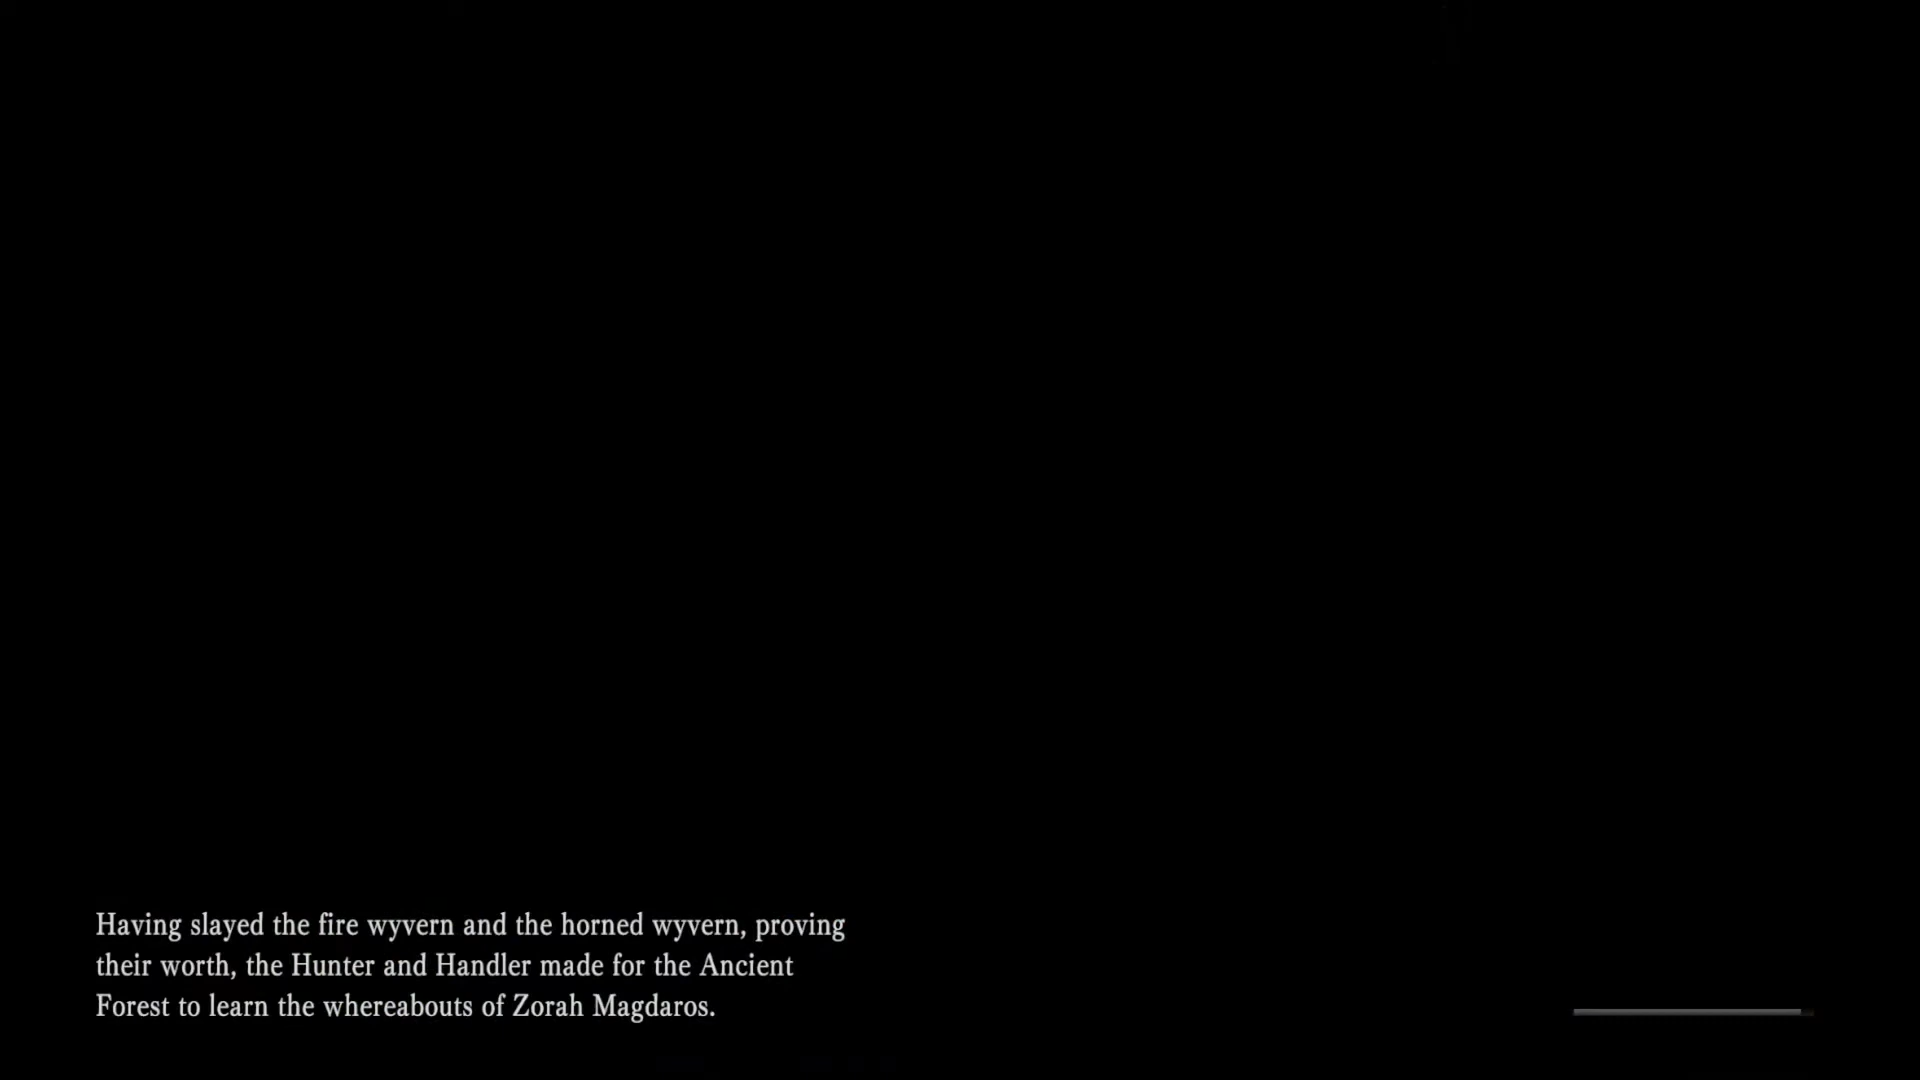 Having slayed the fire wyvern and the horned wyvern, proving
their worth, the Hunter and Handler made for the Ancient
Forest to learn the whereabouts of Zorah Magdaros.